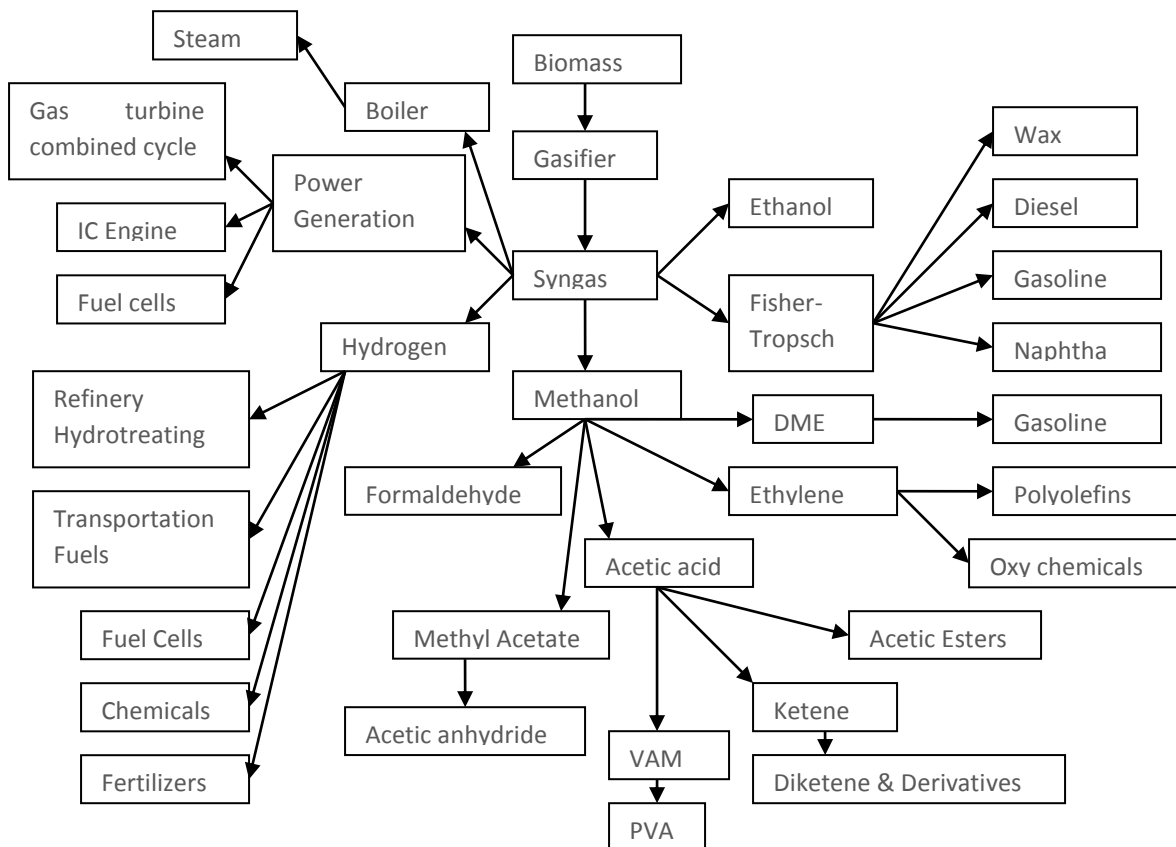 Steam
Biomass
Gas turbine
combined cycle
Boiler
Wax
Gasifier
Power
Generation
Ethanol
Diesel
IC Engine
Syngas
Gasoline
Fuel cells
Fisher-
Tropsch
Hydrogen
Naphtha
Refinery
Hydrotreating
Methanol
DME
Gasoline
Formaldehyde
Ethylene
Polyolefins
Transportation
Fuels
Acetic acid
Oxy chemicals
Fuel Cells
Methyl Acetate
Acetic Esters
Chemicals
Ketene
Acetic anhydride
VAM
Fertilizers
Diketene & Derivatives
PVA